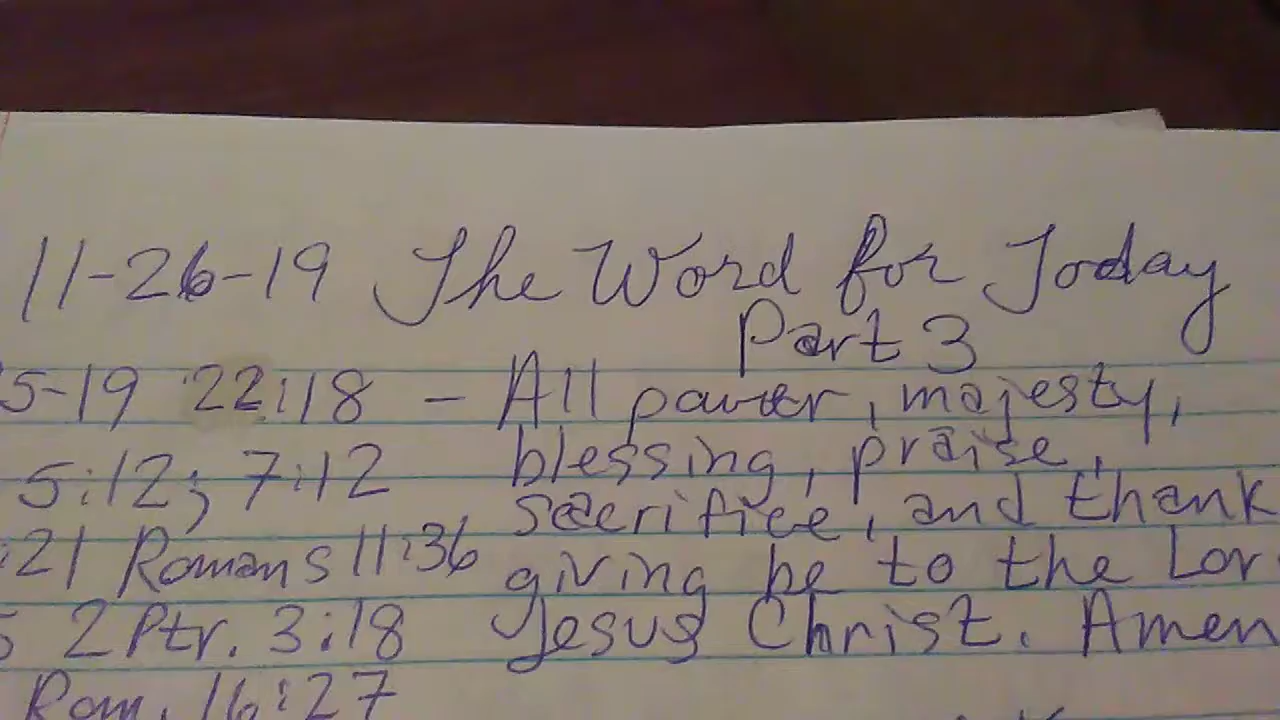 11-26-19 The Word for Today
Part 3
5-19 22:18 - All power, majesty,
5:12; 7:12 blessing, praise,
sacrifice, and thank
:21 Romans 11:36 giving be to the Lor
5 2 Ptr. 3:18 Jesus Christ. Amen
Rom. 16:27